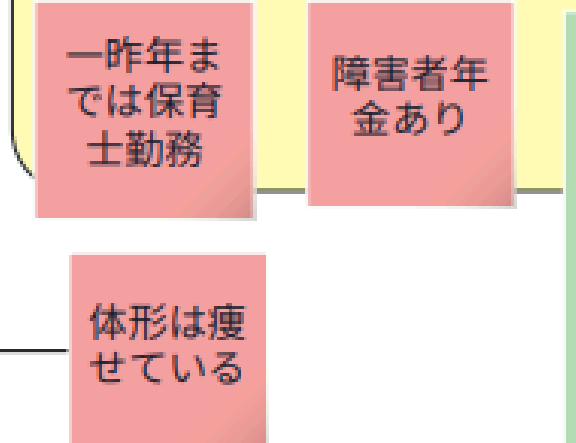 一昨年ま
では保育
士勤務
障害者年
金あり
体形は痩
せている